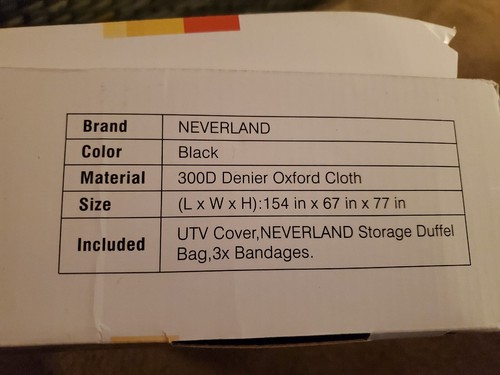 Brand NEVERLAND
Color Black
Material 300D Denier Oxford Cloth
Size (L x W x H):154 in x 67 in x 77 in
Included UTV Cover,NEVERLAND Storage Duffel
Bag,3x Bandages.